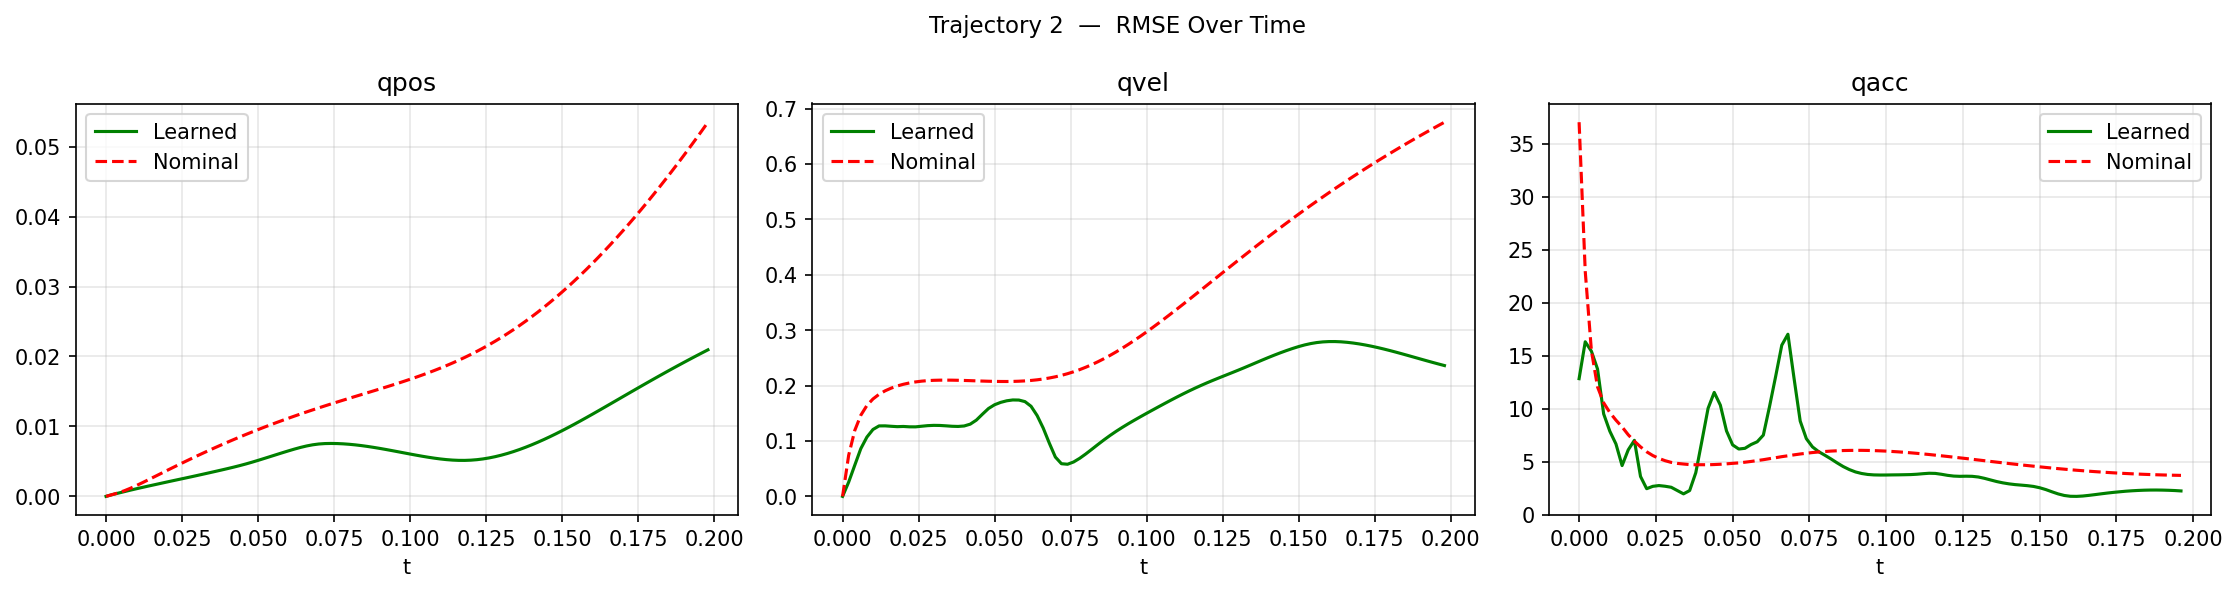 Trajectory 2 — RMSE Over Time
qpos
Learned
Nominal
0.05
0.04
0.03
0.02
0.01
0.00
0.000 0.025 0.050 0.075 0.100 0.125 0.150 0.175 0.200
t
qvel
Learned
Nominal
0.7
0.6
0.5
0.4
0.3
0.2
0.1
0.0
0.000 0.025 0.050 0.075 0.100 0.125 0.150 0.175 0.200
t
qacc
Learned
Nominal
35
30
25
20
15
10
5
0
0.000 0.025 0.050 0.075 0.100 0.125 0.150 0.175 0.200
t